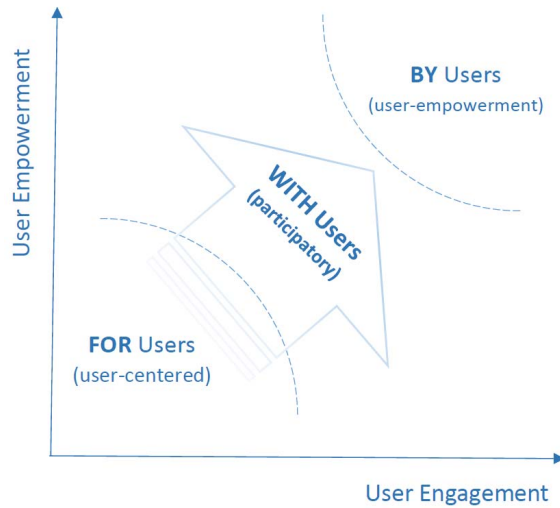 User Empowerment
BY Users
(user-empowerment)
WITH Users
(participatory)
FOR Users
(user-centered)
User Engagement